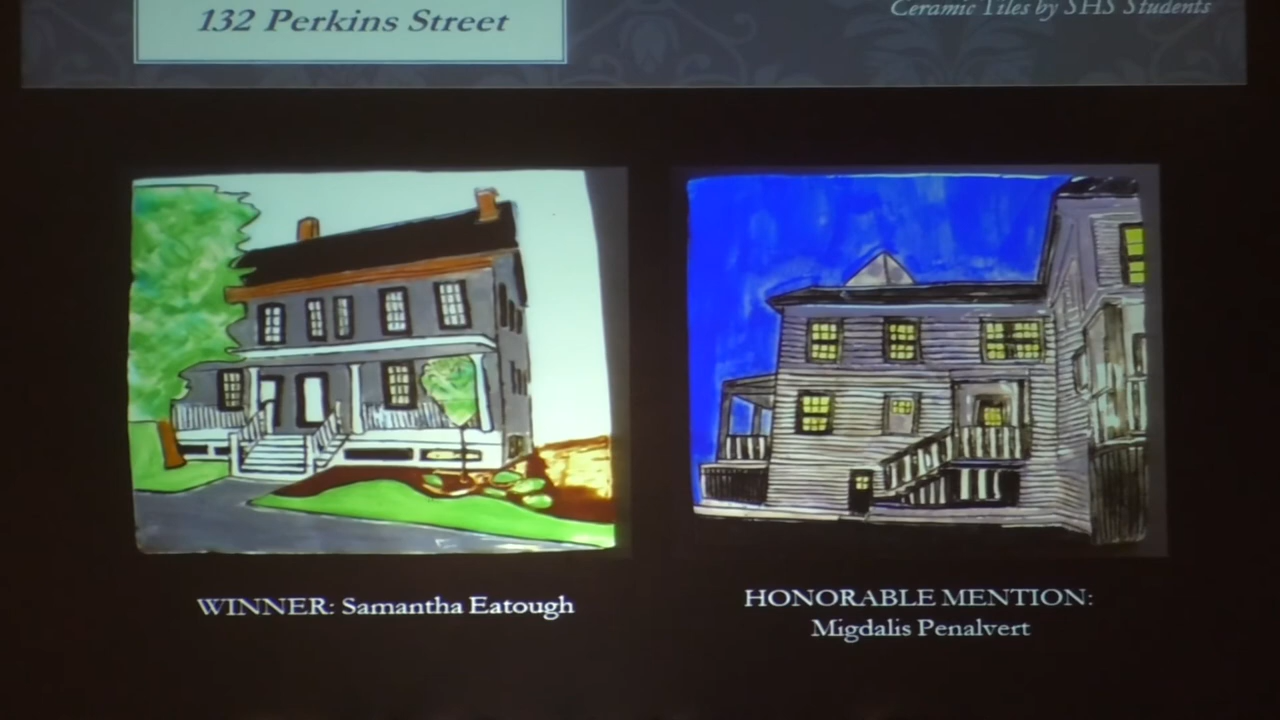 132 Perkins Street
Ceramic Tiles by SHS Students
WINNER: Samantha Eatough
HONORABLE MENTION:
Migdalis Penalvert